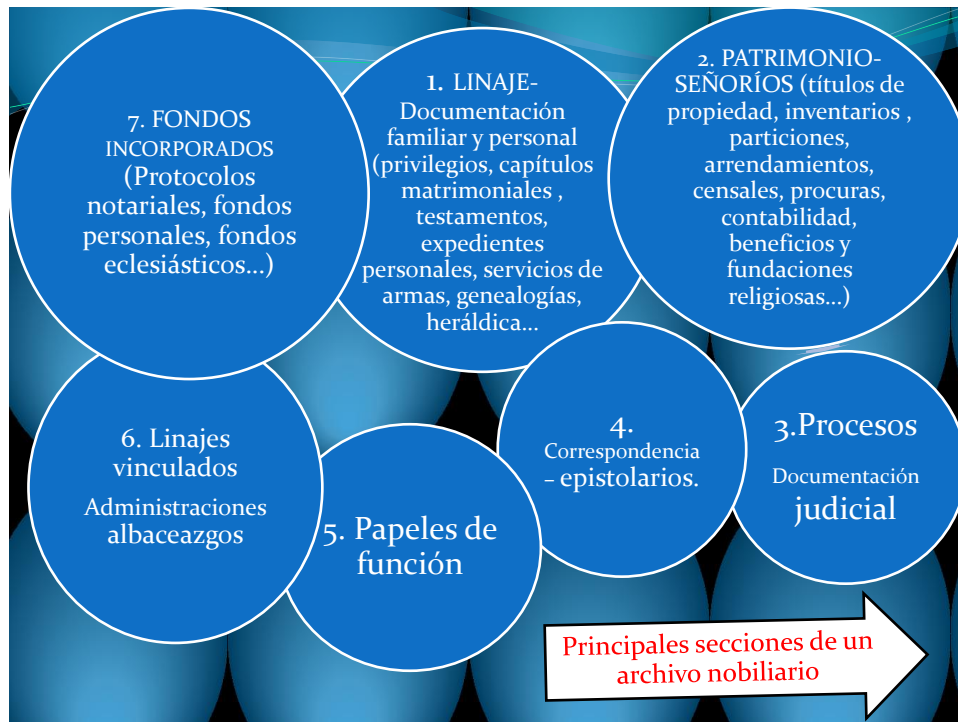 1. LINAJE-
Documentación
familiar y personal
(privilegios, capítulos
matrimoniales ,
testamentos,
expedientes
personales, servicios de
armas, genealogías,
heráldica...
2. PATRIMONIO-
SEÑORÍOS (títulos de
propiedad, inventarios ,
particiones,
arrendamientos,
censales, procuras,
contabilidad,
beneficios y
fundaciones
religiosas...)
3.Procesos
Documentación
judicial
4.
Correspondencia
– epistolarios.
5. Papeles de
función
6. Linajes
vinculados
Administraciones
albaceazgos
7. FONDOS
INCORPORADOS
(Protocolos
notariales, fondos
personales, fondos
eclesiásticos...)
Principales secciones de un
archivo nobiliario